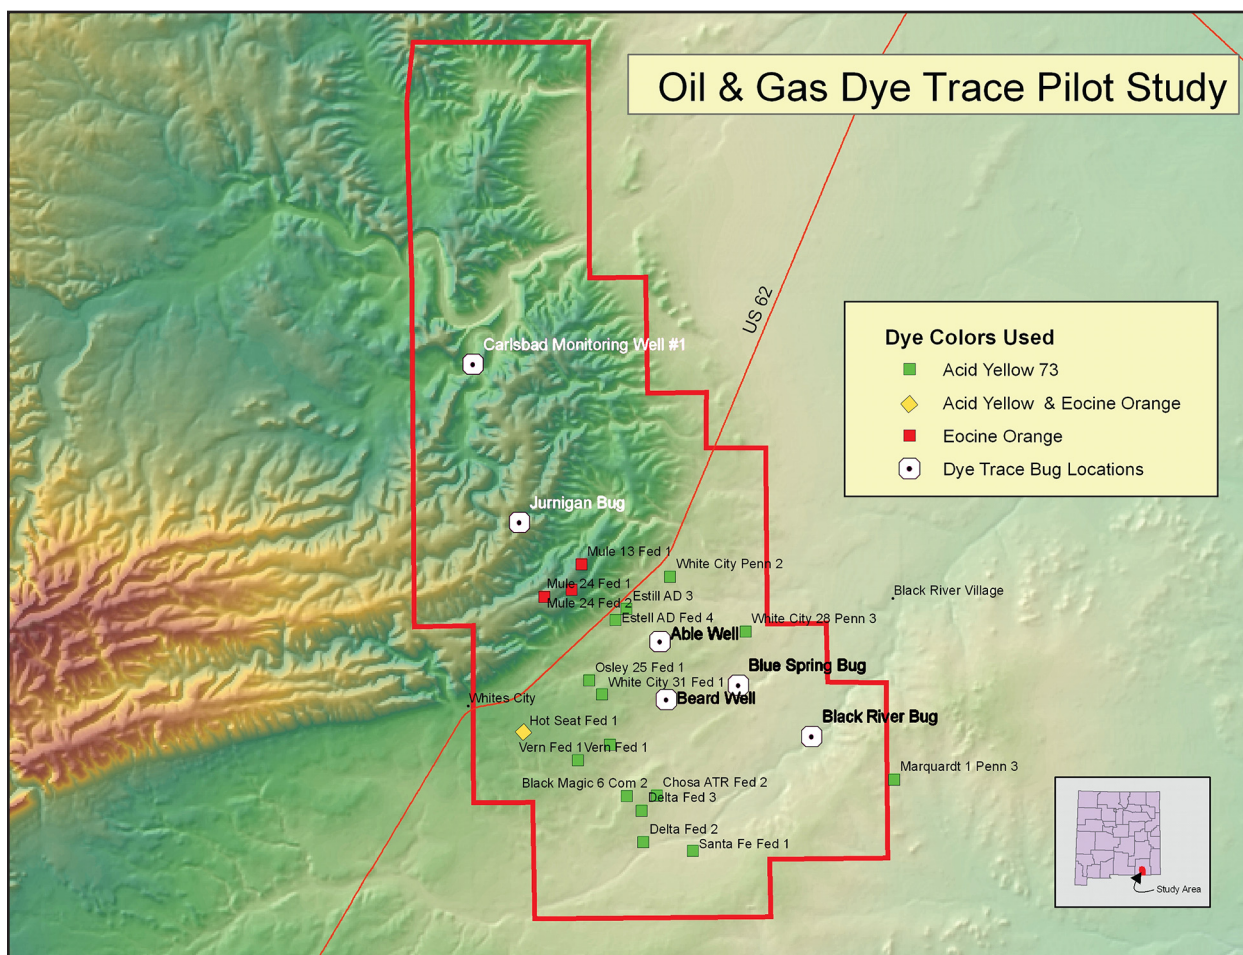 Oil & Gas Dye Trace Pilot Study
US 62
Dye Colors Used
Acid Yellow 73
Acid Yellow & Eocine Orange
Eocine Orange
Dye Trace Bug Locations
Carlsbad Monitoring Well #1
Jurnigan Bug
Mule 13 Fed 1
White City Penn 2
Mule 24 Fed 1
Estill AD 3
Mule 24 Fed 2
Black River Village
Estell AD Fed 4
White City 28 Penn 3
Able Well
Osley 25 Fed 1
Blue Spring Bug
White City 31 Fed 1
Whites City
Beard Well
Hot Seat Fed 1
Black River Bug
Vern Fed 1
Vern Fed 1
Marquardt 1 Penn 3
Black Magic 6 Com 2
Chosa ATR Fed 2
Delta Fed 3
Delta Fed 2
Santa Fe Fed 1
Study Area